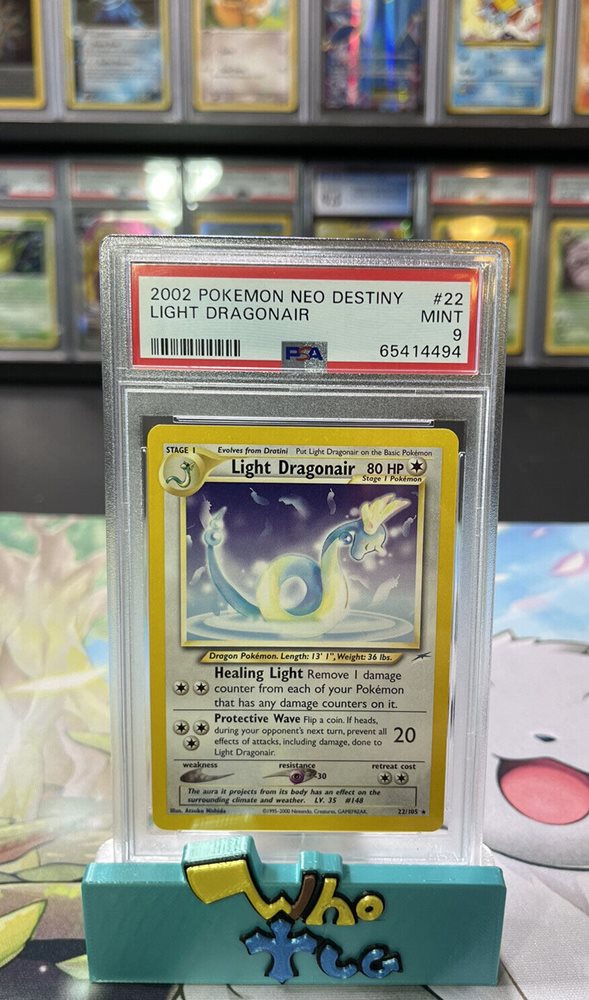 2002 POKEMON NEO DESTINY #22
LIGHT DRAGONAIR MINT
9
PSA 65414494
STAGE 1 Evolves from Dratini Put Light Dragonair on the Basic Pokémon
Light Dragonair 80 HP
Stage 1 Pokémon
Dragon Pokémon. Length: 13' 1", Weight: 36 lbs.
Healing Light Remove 1 damage
counter from each of your Pokémon
that has any damage counters on it.
Protective Wave Flip a coin. If heads,
during your opponent's next turn, prevent all
effects of attacks, including damage, done to
Light Dragonair.
20
weakness resistance retreat cost
-30
The aura it projects from its body has an effect on the
surrounding climate and weather. LV. 35 #148
Illus. Atsuko Nishida ©1995-2000 Nintendo, Creatures, GAMEFREAK. 22/105
Who
TCG